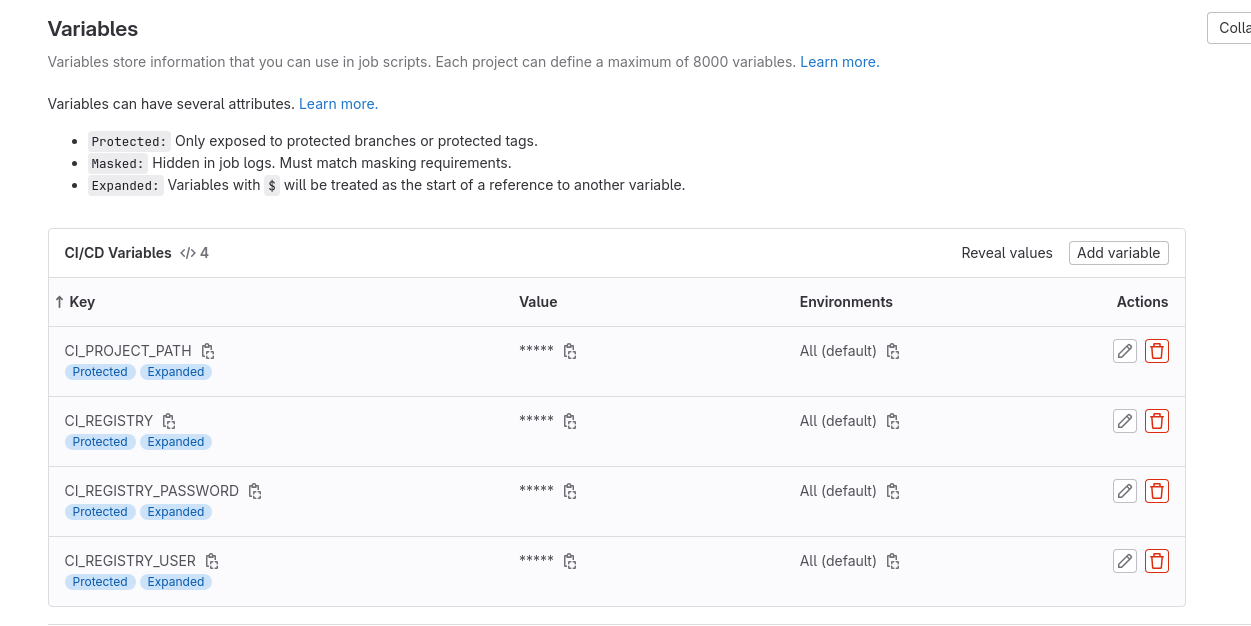 Variables
Colla
Variables store information that you can use in job scripts. Each project can define a maximum of 8000 variables. Learn more.
Variables can have several attributes. Learn more.
Protected: Only exposed to protected branches or protected tags.
Masked: Hidden in job logs. Must match masking requirements.
Expanded: Variables with $ will be treated as the start of a reference to another variable.
CI/CD Variables </> 4 Reveal values Add variable
↑ Key Value Environments Actions
CI_PROJECT_PATH ***** All (default)
Protected Expanded
CI_REGISTRY ***** All (default)
Protected Expanded
CI_REGISTRY_PASSWORD ***** All (default)
Protected Expanded
CI_REGISTRY_USER ***** All (default)
Protected Expanded